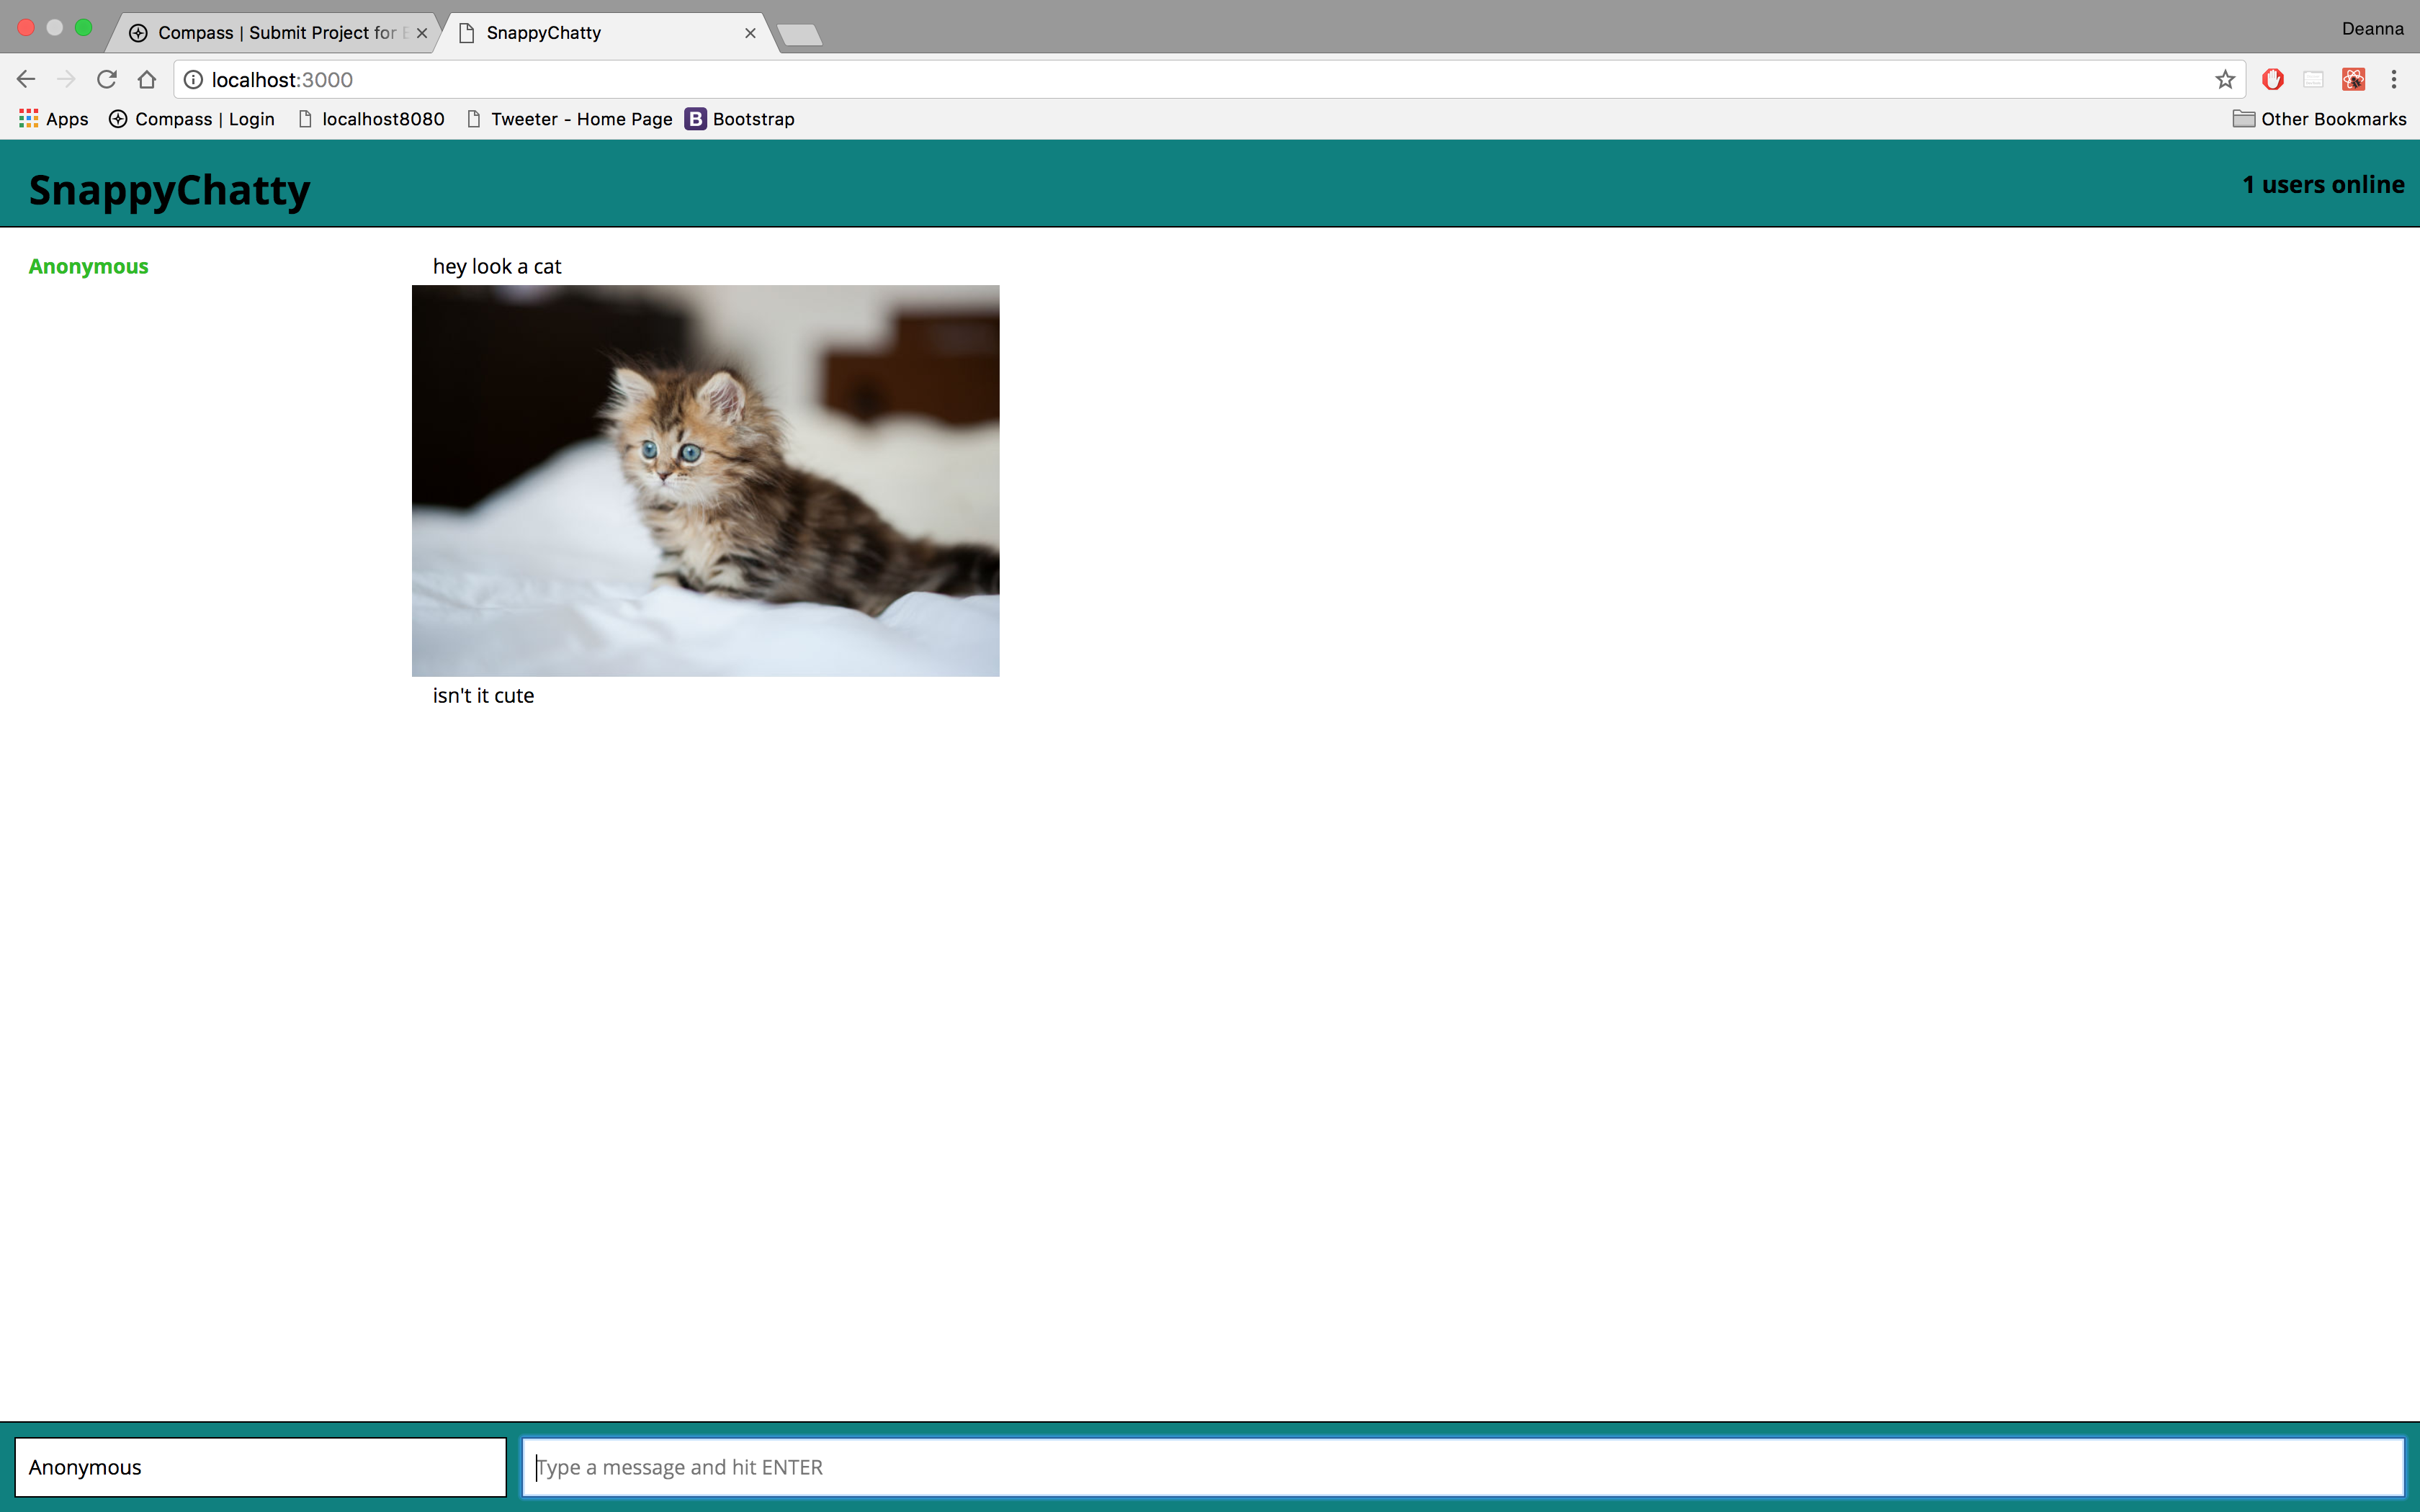 Compass | Submit Project for E
SnappyChatty
Deanna
localhost:3000
Apps
Compass | Login
localhost8080
Tweeter - Home Page
B
Bootstrap
Other Bookmarks
SnappyChatty
1 users online
Anonymous
hey look a cat
isn't it cute
Anonymous
Type a message and hit ENTER